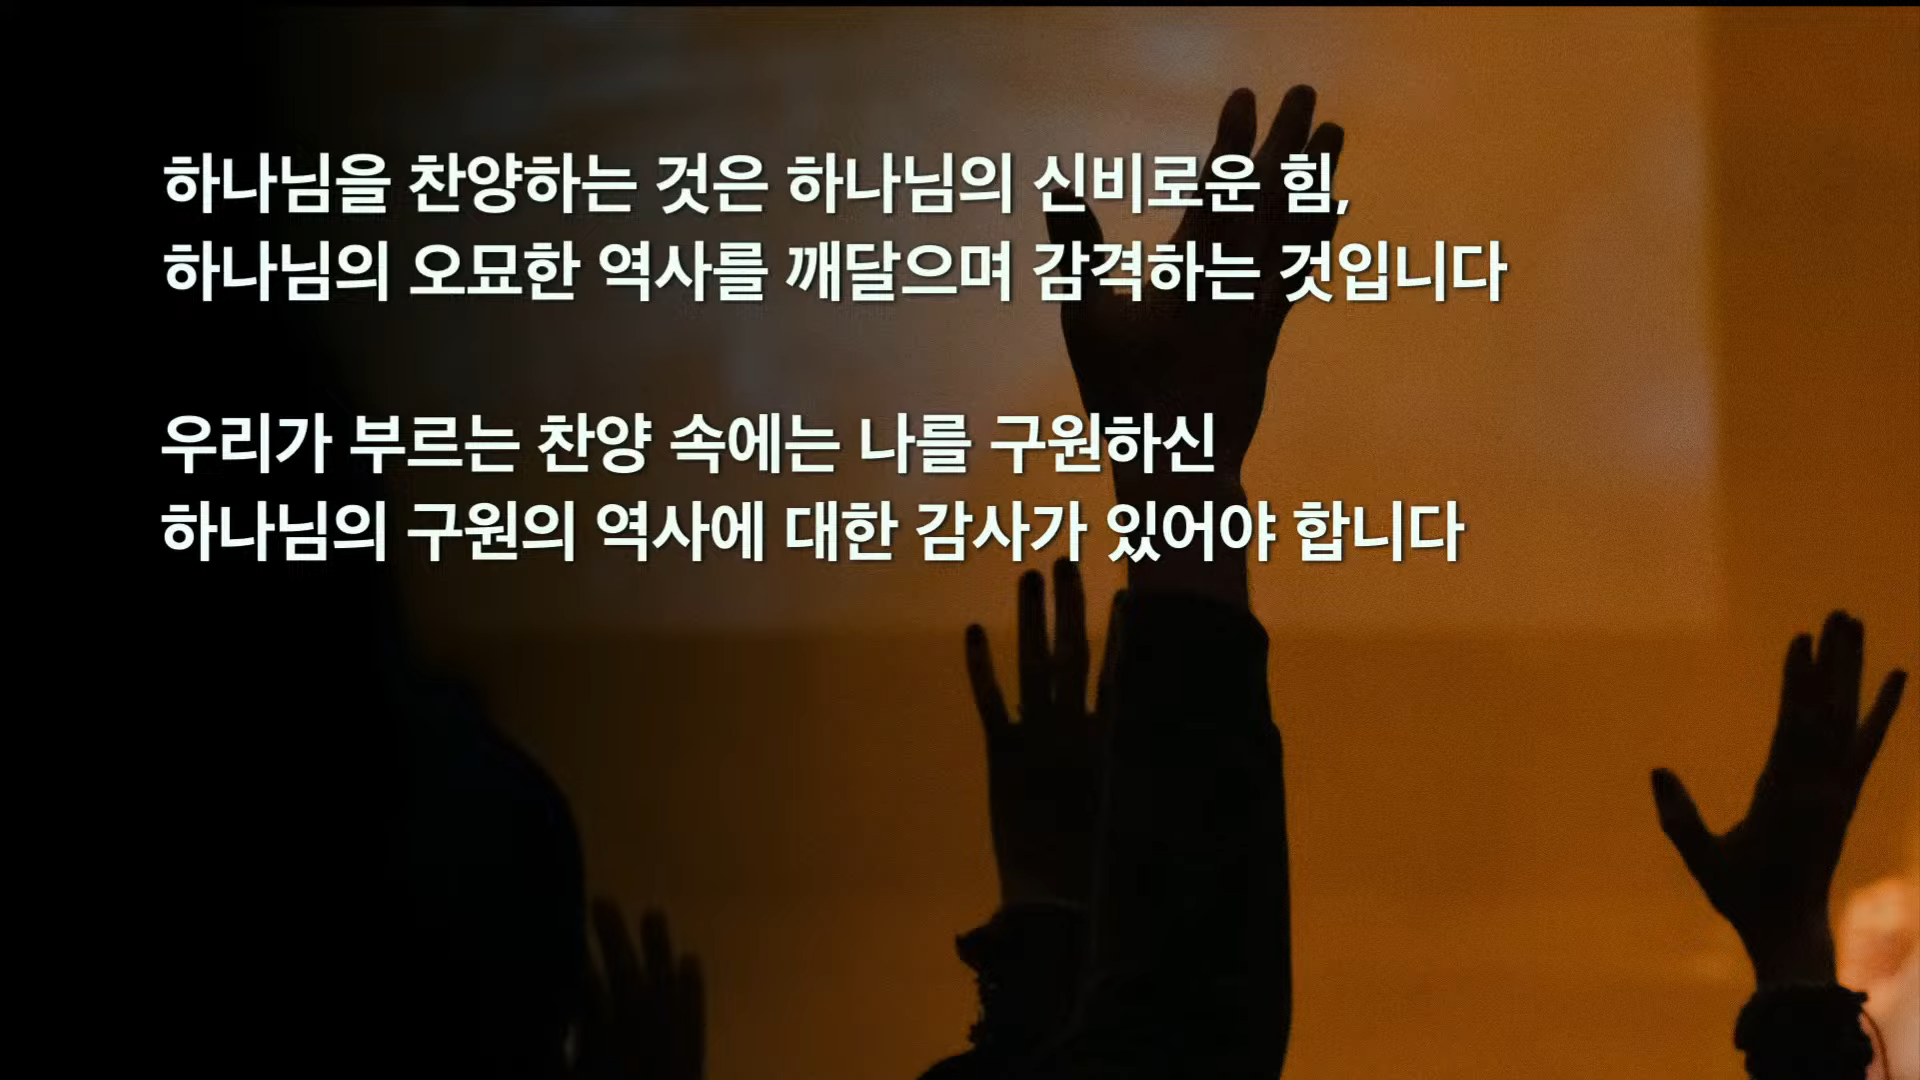 하나님을 찬양하는 것은 하나님의 신비로운 힘,
하나님의 오묘한 역사를 깨달으며 감격하는 것입니다
우리가 부르는 찬양 속에는 나를 구원하신
하나님의 구원의 역사에 대한 감사가 있어야 합니다